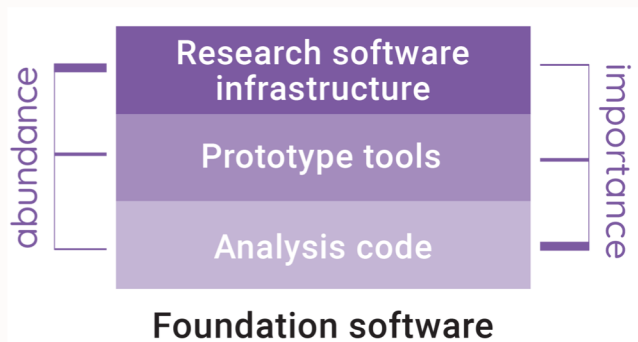 abundance
Research software
infrastructure
Prototype tools
Analysis code
importance
Foundation software